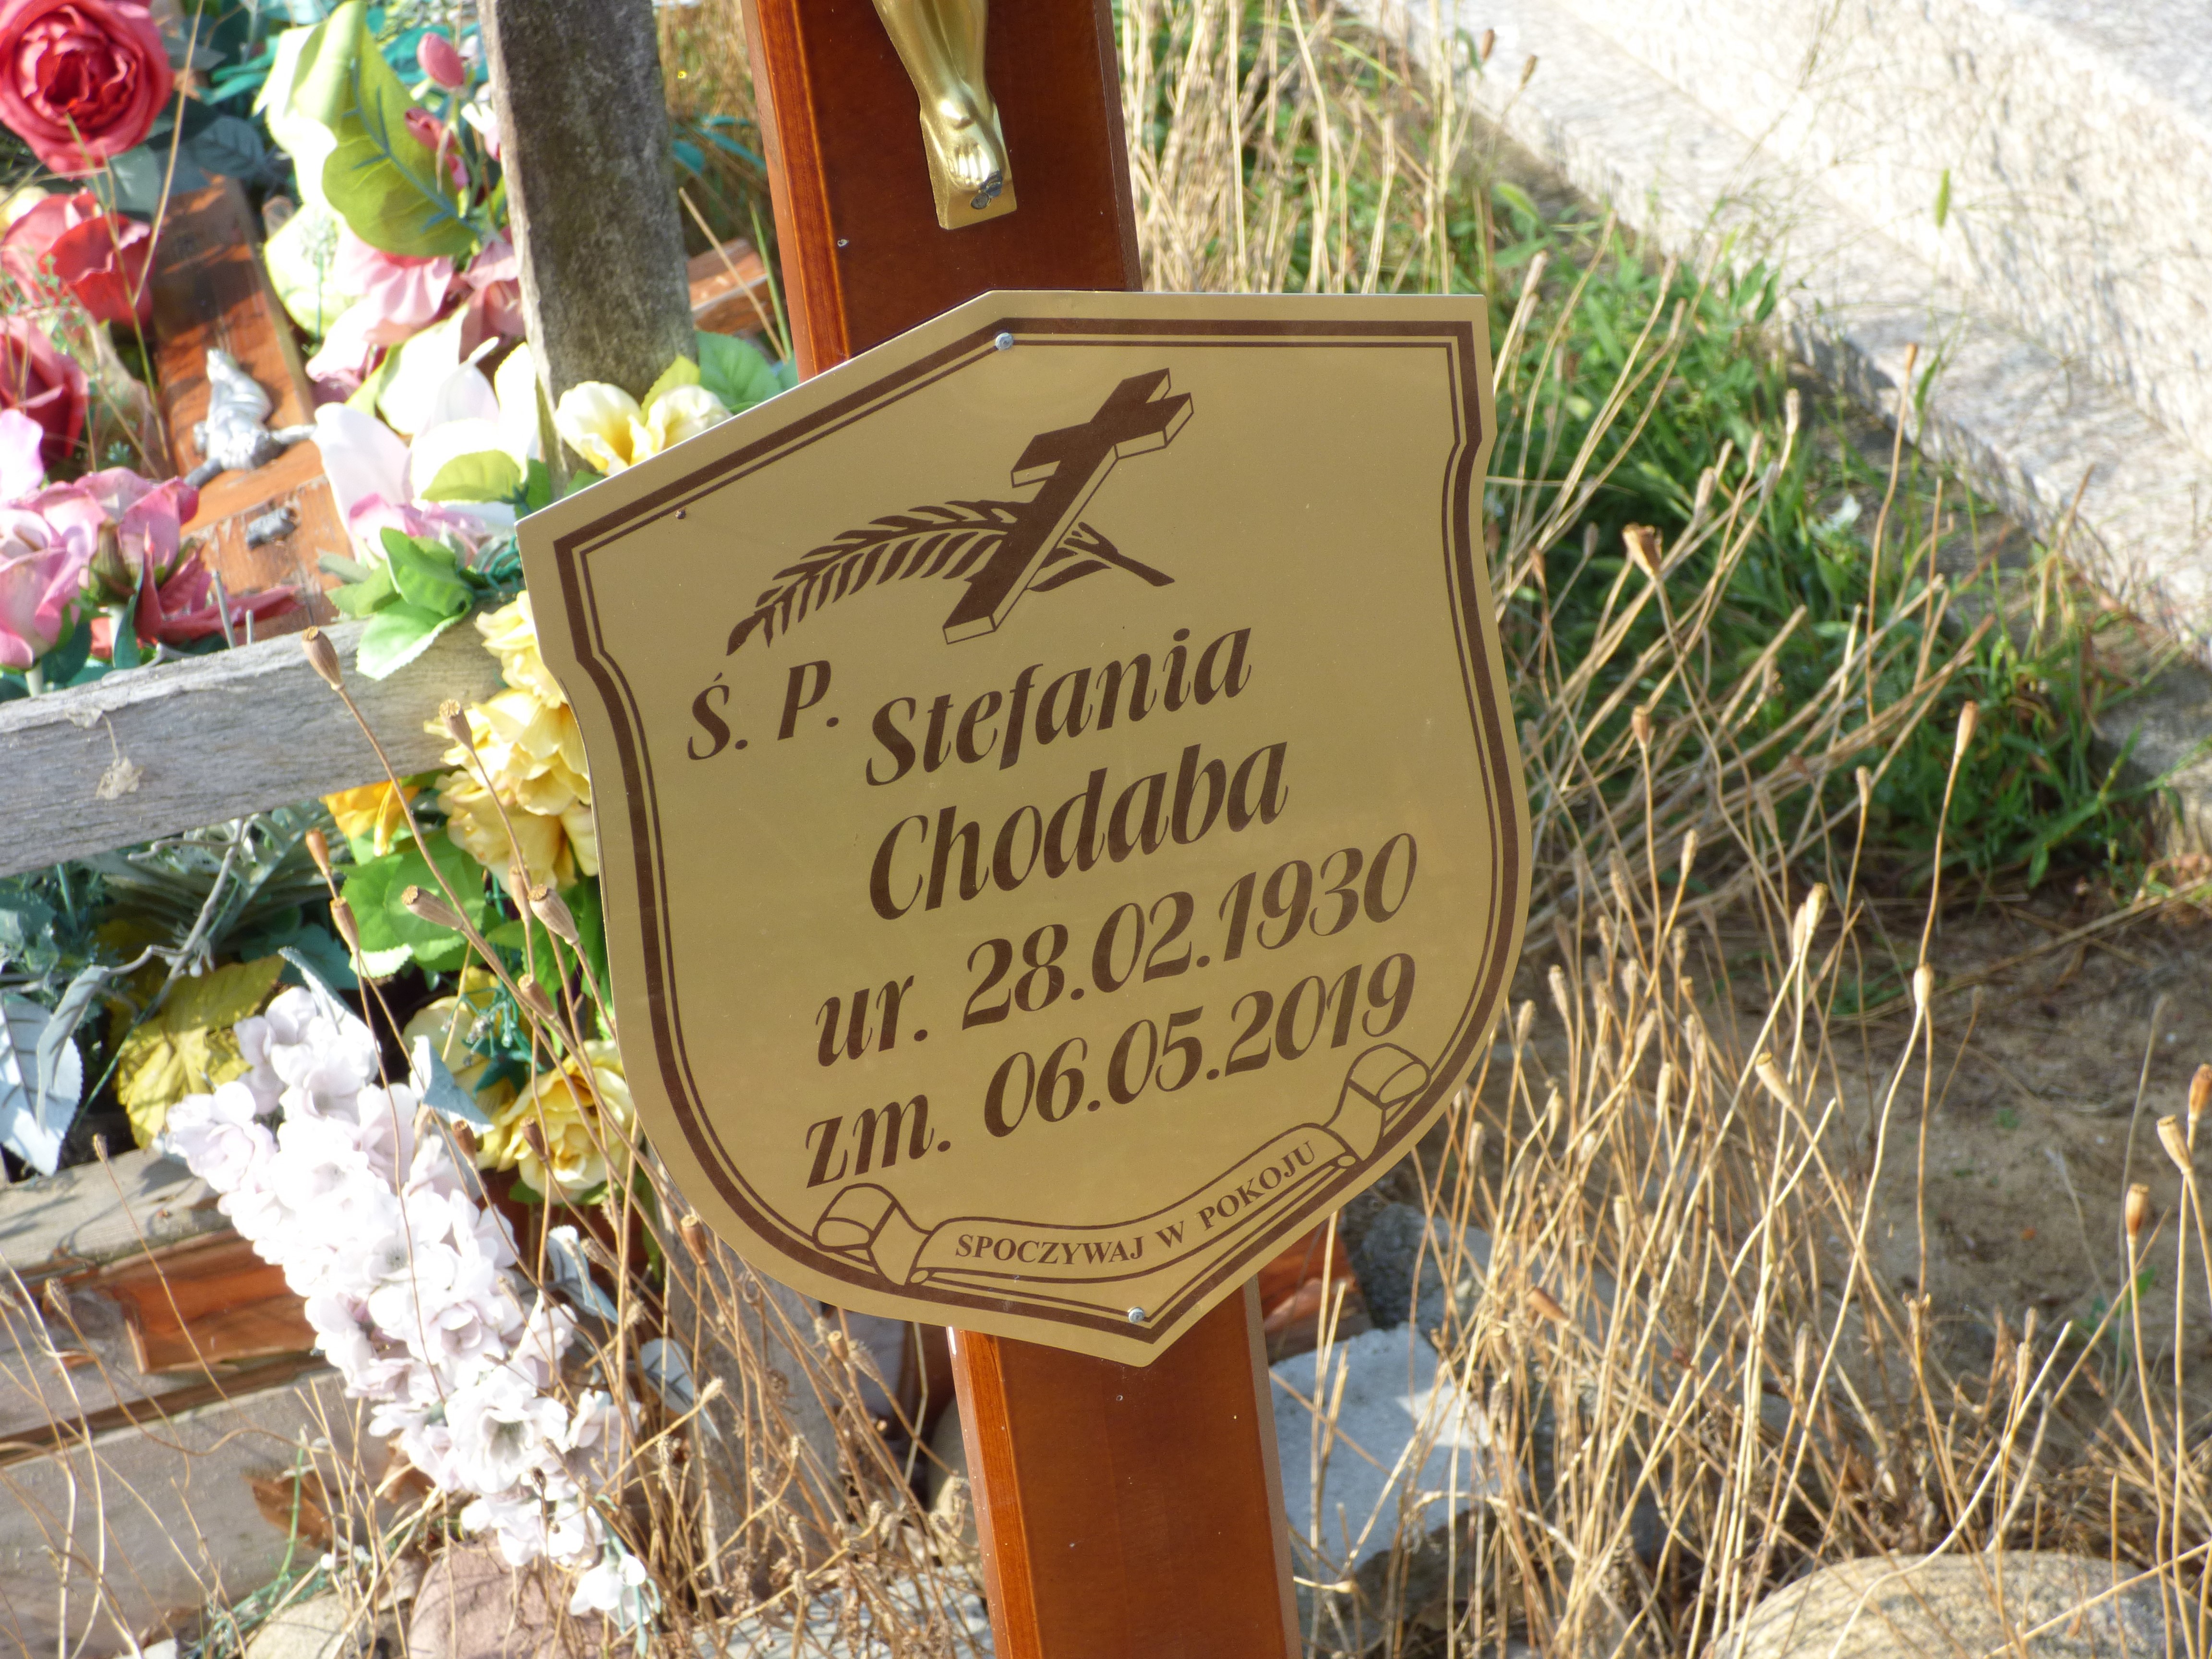 Ś. P. Stefania
Chodaba
ur. 28.02.1930
zm. 06.05.2019
SPOCZYWAJ W POKOJU